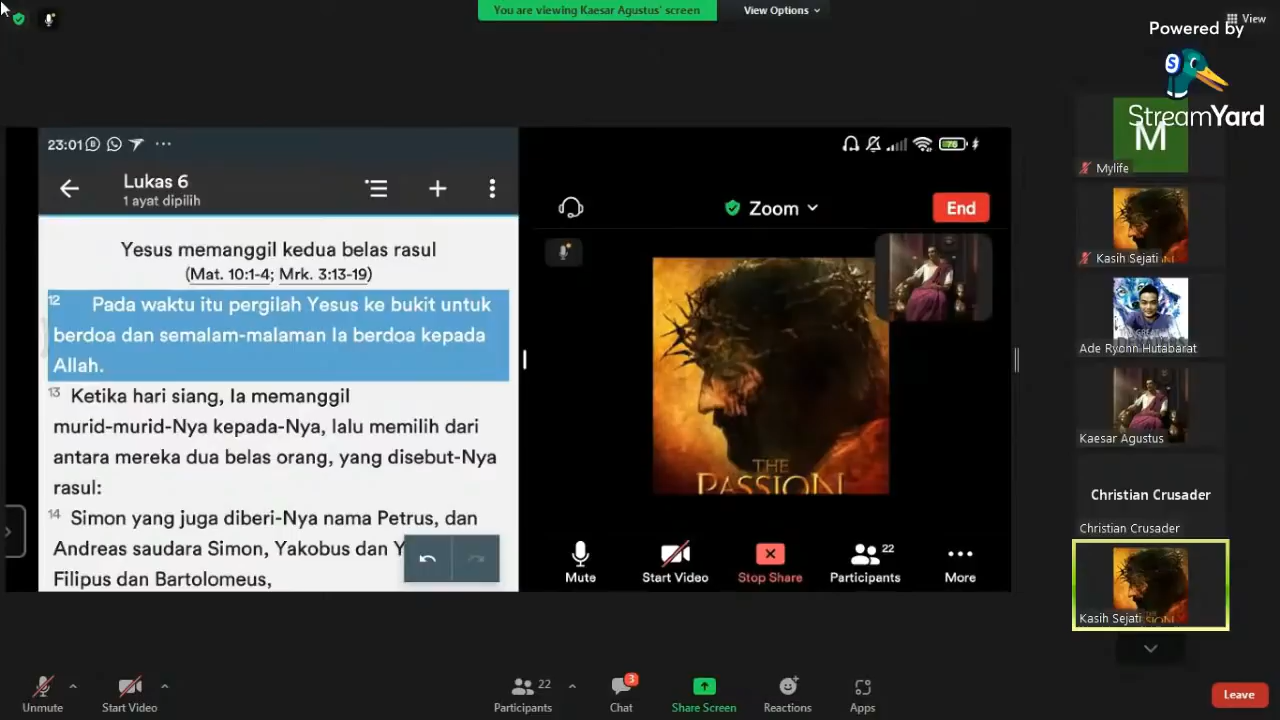 You are viewing Kaesar Agustus' screen
View Options
View
Powered by
StreamYard
23:01
Lukas 6
1 ayat dipilih
Yesus memanggil kedua belas rasul
(Mat. 10:1-4; Mrk. 3:13-19)
12 Pada waktu itu pergilah Yesus ke bukit untuk
berdoa dan semalam-malaman Ia berdoa kepada
Allah.
13 Ketika hari siang, Ia memanggil
murid-murid-Nya kepada-Nya, lalu memilih dari
antara mereka dua belas orang, yang disebut-Nya
rasul:
14 Simon yang juga diberi-Nya nama Petrus, dan
Andreas saudara Simon, Yakobus dan Y
Filipus dan Bartolomeus,
76
Zoom
End
THE
PASSION
Mute
Start Video
Stop Share
22
Participants
More
M
Mylife
Kasih Sejati
Ade Ryonn Hutabarat
Kaesar Agustus
Christian Crusader
Christian Crusader
Kasih Sejati
Unmute
Start Video
22
Participants
3
Chat
Share Screen
Reactions
Apps
Leave